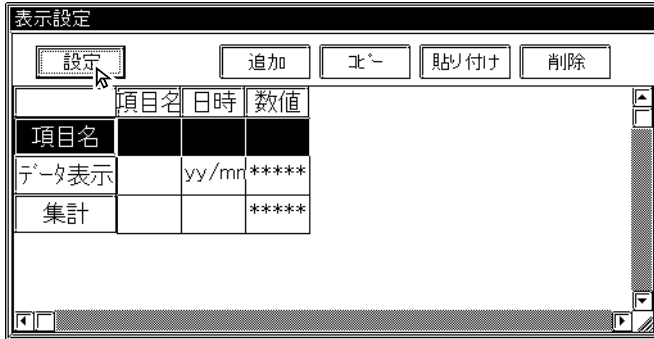 表示設定
設定 追加 コピー 貼り付け 削除
項目名 日時 数値
項目名
データ表示 yy/mm *****
集計 *****